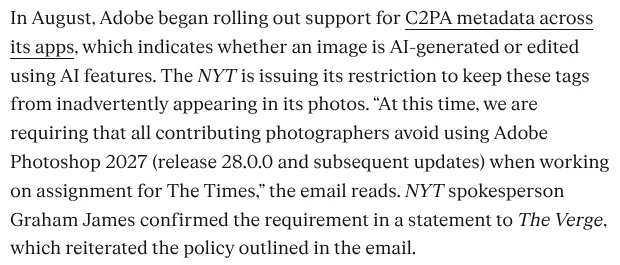 In August, Adobe began rolling out support for C2PA metadata across
its apps, which indicates whether an image is AI-generated or edited
using AI features. The NYT is issuing its restriction to keep these tags
from inadvertently appearing in its photos. “At this time, we are
requiring that all contributing photographers avoid using Adobe
Photoshop 2027 (release 28.0.0 and subsequent updates) when working
on assignment for The Times,” the email reads. NYT spokesperson
Graham James confirmed the requirement in a statement to The Verge,
which reiterated the policy outlined in the email.